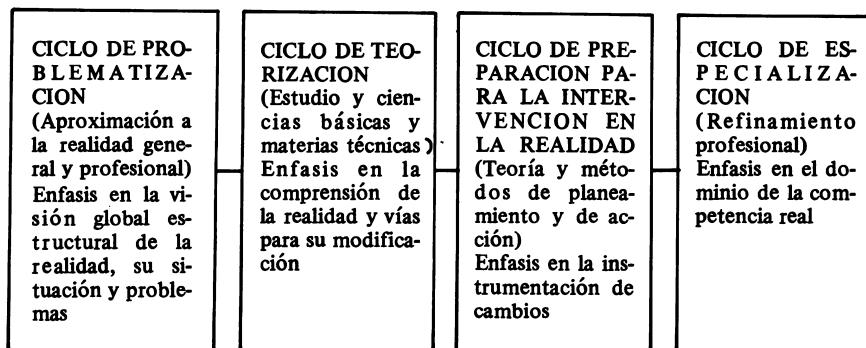 CICLO DE PRO-
BLEMATIZA-
CION
(Aproximación a
la realidad gene-
ral y profesional)
Enfasis en la vi-
sión global es-
tructural de la
realidad, su si-
tuación y proble-
mas
CICLO DE TEO-
RIZACION
(Estudio y cien-
cias básicas y
materias técnicas)
Enfasis en la
comprensión de
la realidad y vías
para su modifica-
ción
CICLO DE PRE-
PARACION PA-
RA LA INTER-
VENCION EN
LA REALIDAD
(Teoría y méto-
dos de planea-
miento y de ac-
ción)
Enfasis en la ins-
trumentación de
cambios
CICLO DE ES-
PECIALIZA-
CION
(Refinamiento
profesional)
Enfasis en el do-
minio de la com-
petencia real